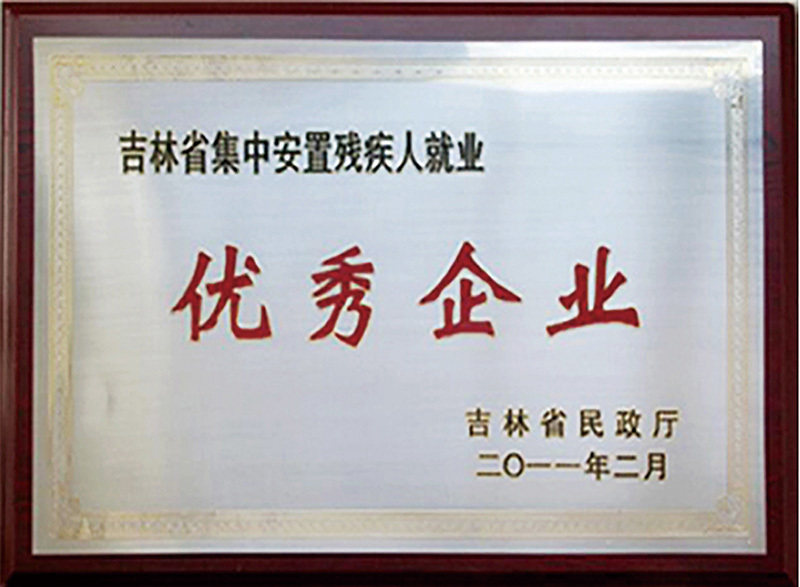 吉林省集中安置残疾人就业
优秀企业
吉林省民政厅
二〇一一年二月